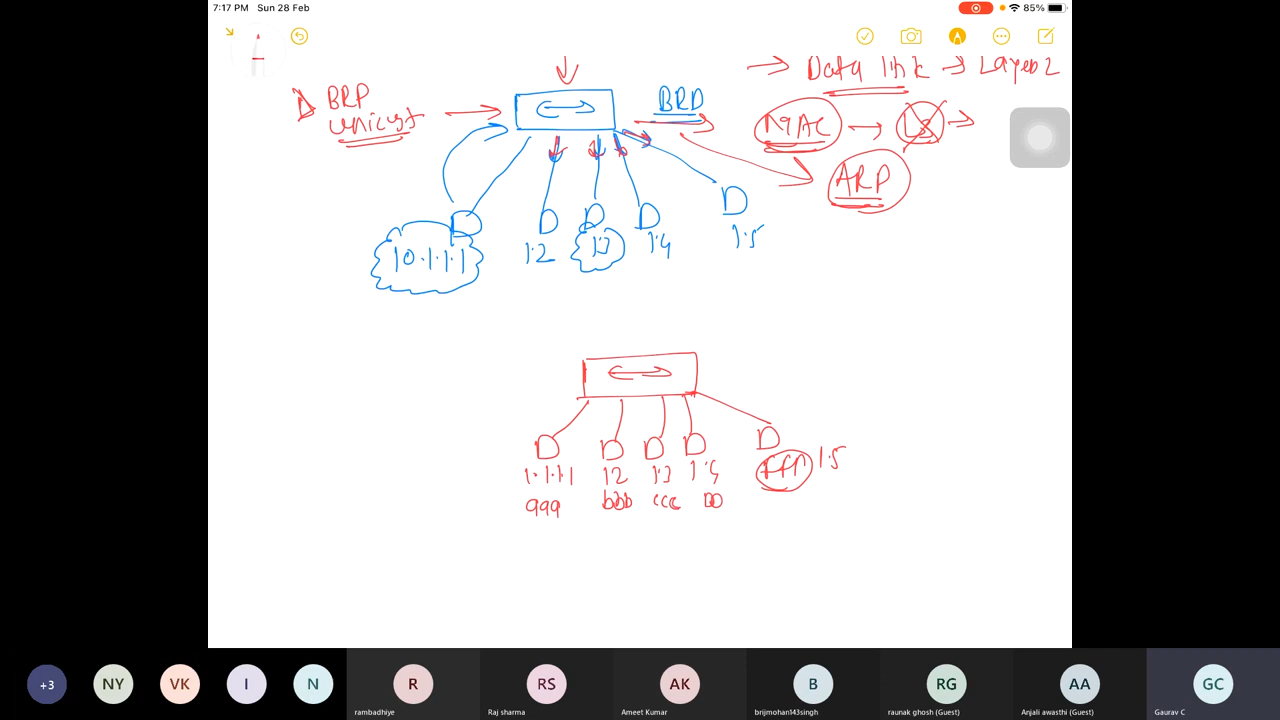 7:17 PM Sun 28 Feb
85%
→ Data link → Layer 2
BRP
unicast
BRD
MAC → L3 →
ARP
10.1.1.1
1.2
1.3
1.4
1.5
1.1.1.1
1.2
1.3
1.4
1.5
aaa
bbb
ccc
DD
+3
NY
VK
I
N
R
RS
AK
B
RG
AA
GC
rambadhiye
Raj sharma
Ameet Kumar
brijmohan143singh
raunak ghosh (Guest)
Anjali awasthi (Guest)
Gaurav C